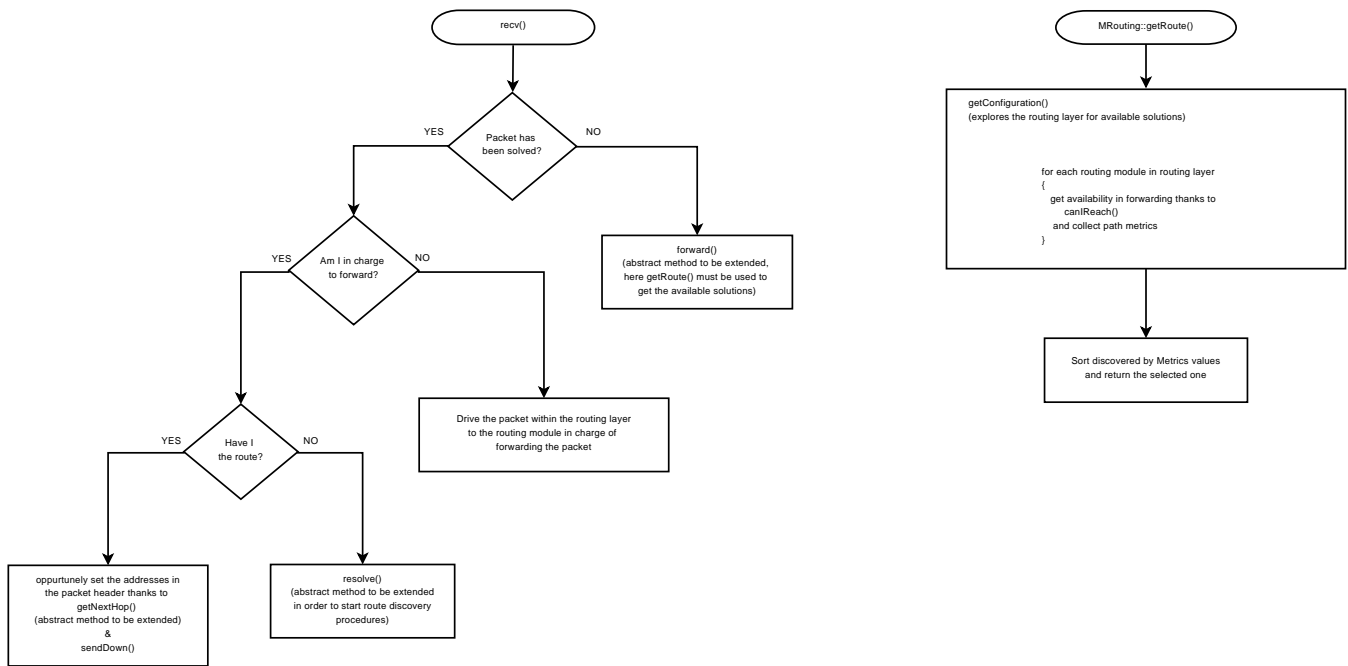 recv()
Packet has
been solved?
YES
NO
Am I in charge
to forward?
YES
NO
forward()
(abstract method to be extended,
here getRoute() must be used to
get the available solutions)
Have I
the route?
YES
NO
Drive the packet within the routing layer
to the routing module in charge of
forwarding the packet
oppurtunely set the addresses in
the packet header thanks to
getNextHop()
(abstract method to be extended)
&
sendDown()
resolve()
(abstract method to be extended
in order to start route discovery
procedures)
MRouting::getRoute()
getConfiguration()
(explores the routing layer for available solutions)
for each routing module in routing layer
{
get availability in forwarding thanks to
canIReach()
and collect path metrics
}
Sort discovered by Metrics values
and return the selected one